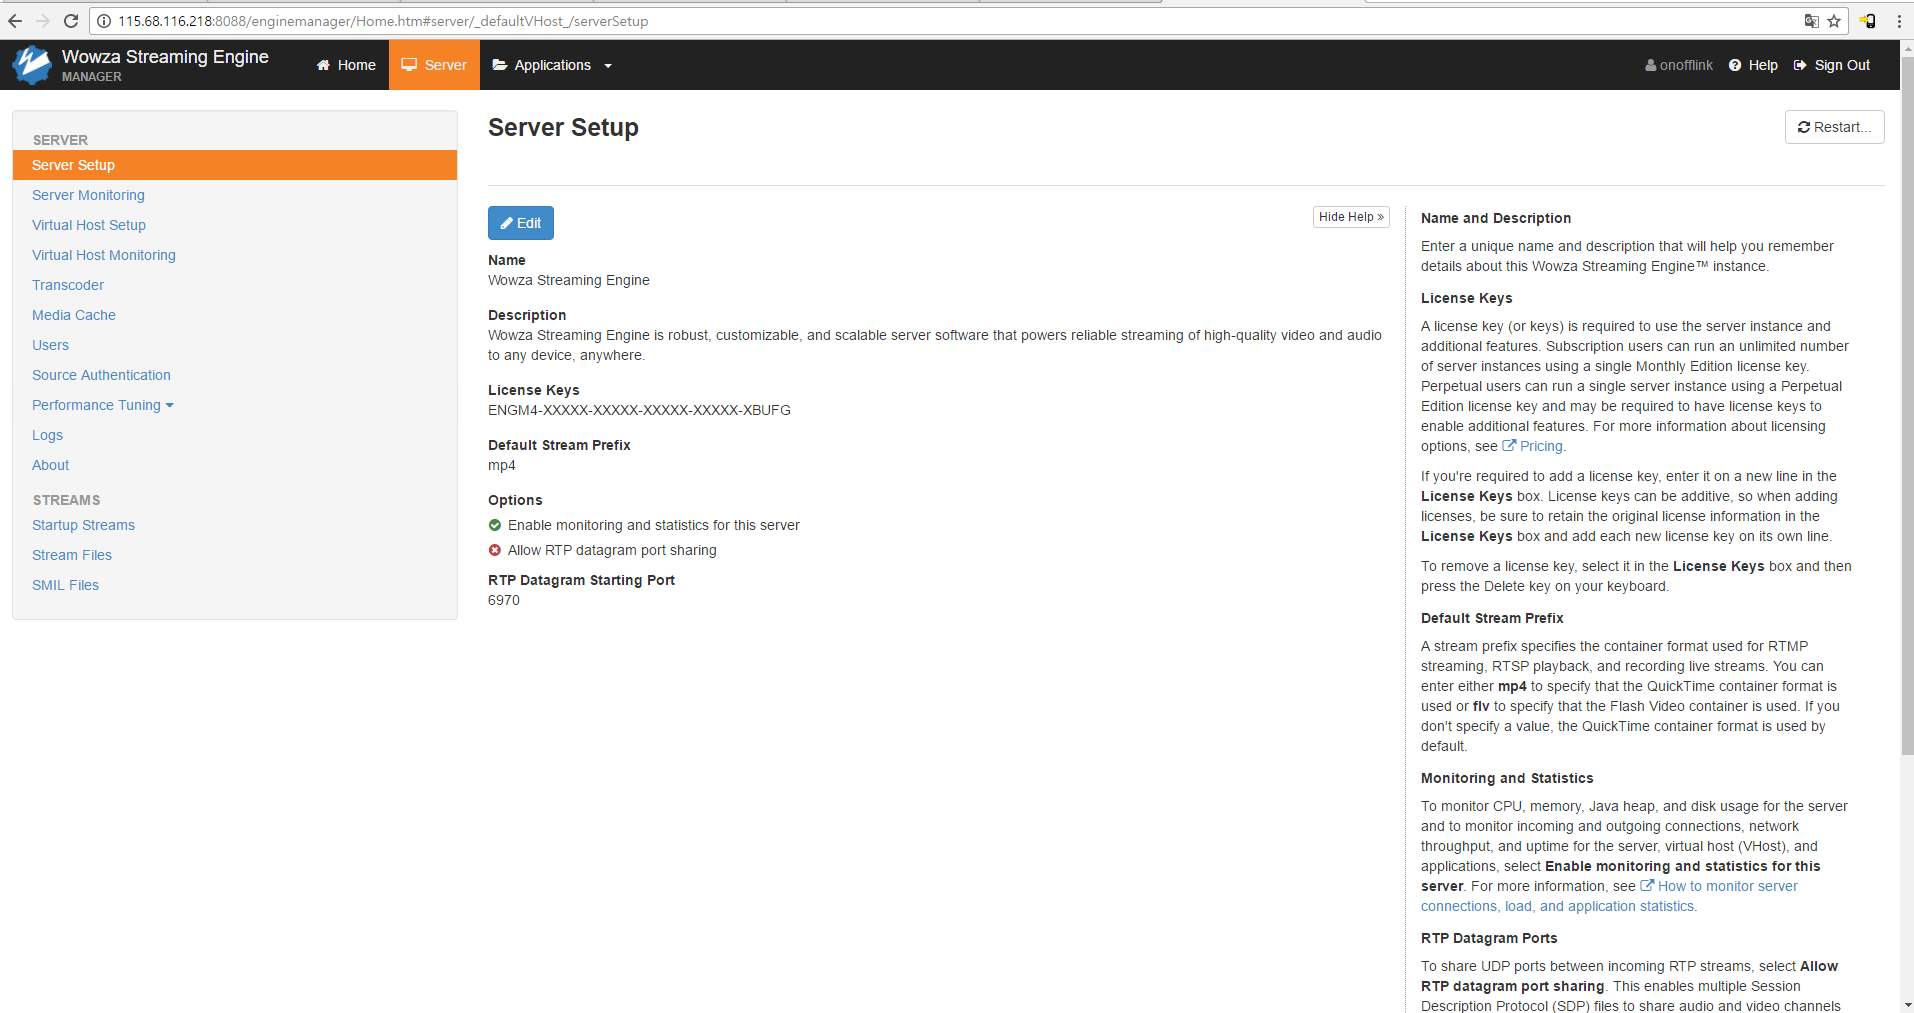 115.68.116.218:8088/enginemanager/Home.htm#server/_defaultVHost_/serverSetup
Wowza Streaming Engine
MANAGER
Home
Server
Applications
onofflink
Help
Sign Out
SERVER
Server Setup
Server Monitoring
Virtual Host Setup
Virtual Host Monitoring
Transcoder
Media Cache
Users
Source Authentication
Performance Tuning
Logs
About
STREAMS
Startup Streams
Stream Files
SMIL Files
Server Setup
Restart...
Edit
Hide Help »
Name
Wowza Streaming Engine
Description
Wowza Streaming Engine is robust, customizable, and scalable server software that powers reliable streaming of high-quality video and audio
to any device, anywhere.
License Keys
ENGM4-XXXXX-XXXXX-XXXXX-XXXXX-XBUFG
Default Stream Prefix
mp4
Options
Enable monitoring and statistics for this server
Allow RTP datagram port sharing
RTP Datagram Starting Port
6970
Name and Description
Enter a unique name and description that will help you remember
details about this Wowza Streaming Engine™ instance.
License Keys
A license key (or keys) is required to use the server instance and
additional features. Subscription users can run an unlimited number
of server instances using a single Monthly Edition license key.
Perpetual users can run a single server instance using a Perpetual
Edition license key and may be required to have license keys to
enable additional features. For more information about licensing
options, see Pricing.
If you're required to add a license key, enter it on a new line in the
License Keys box. License keys can be additive, so when adding
licenses, be sure to retain the original license information in the
License Keys box and add each new license key on its own line.
To remove a license key, select it in the License Keys box and then
press the Delete key on your keyboard.
Default Stream Prefix
A stream prefix specifies the container format used for RTMP
streaming, RTSP playback, and recording live streams. You can
enter either mp4 to specify that the QuickTime container format is
used or flv to specify that the Flash Video container is used. If you
don't specify a value, the QuickTime container format is used by
default.
Monitoring and Statistics
To monitor CPU, memory, Java heap, and disk usage for the server
and to monitor incoming and outgoing connections, network
throughput, and uptime for the server, virtual host (VHost), and
applications, select Enable monitoring and statistics for this
server. For more information, see How to monitor server
connections, load, and application statistics.
RTP Datagram Ports
To share UDP ports between incoming RTP streams, select Allow
RTP datagram port sharing. This enables multiple Session
Description Protocol (SDP) files to share audio and video channels